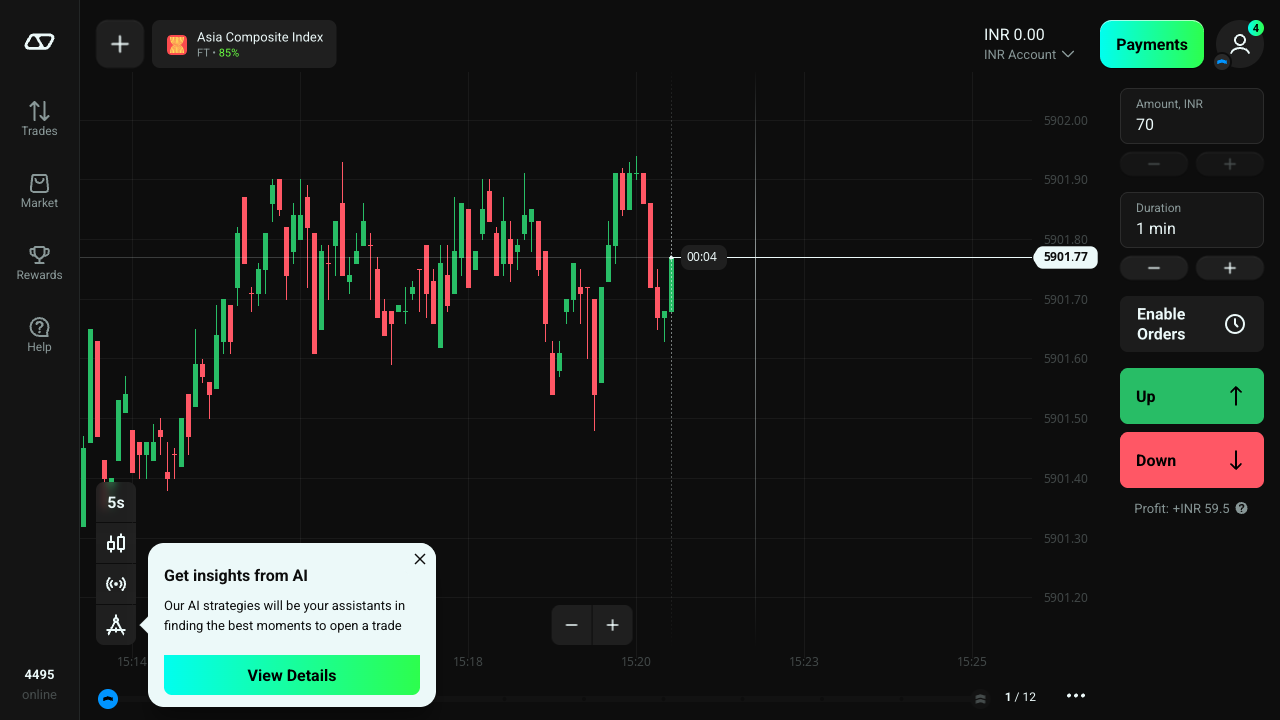 Asia Composite Index
FT • 85%
INR 0.00
INR Account
Payments
4
Trades
Market
Rewards
Help
4495
online
5902.00
5901.90
5901.80
5901.77
5901.70
5901.60
5901.50
5901.40
5901.30
5901.20
00:04
Amount, INR
70
Duration
1 min
Enable
Orders
Up
Down
Profit: +INR 59.5
5s
Get insights from AI
Our AI strategies will be your assistants in
finding the best moments to open a trade
View Details
15:14
15:18
15:20
15:23
15:25
1 / 12